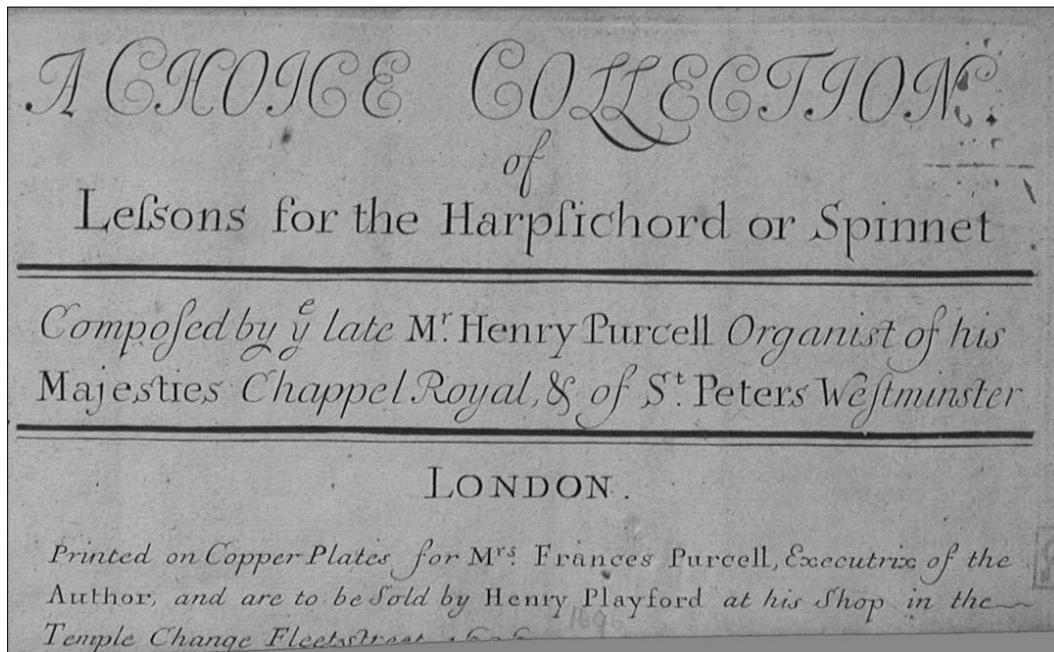 A CHOICE COLLECTION
of
Leſsons for the Harpſichord or Spinnet
Compoſed by yͤ late Mʳ. Henry Purcell Organist of his
Majesties Chappel Royal, & of Sᵗ. Peters Weſtminster
LONDON.
Printed on Copper Plates for Mʳˢ. Frances Purcell, Executrix of the
Author, and are to be Sold by Henry Playford at his Shop in the
1696
Temple Change Fleetstreet